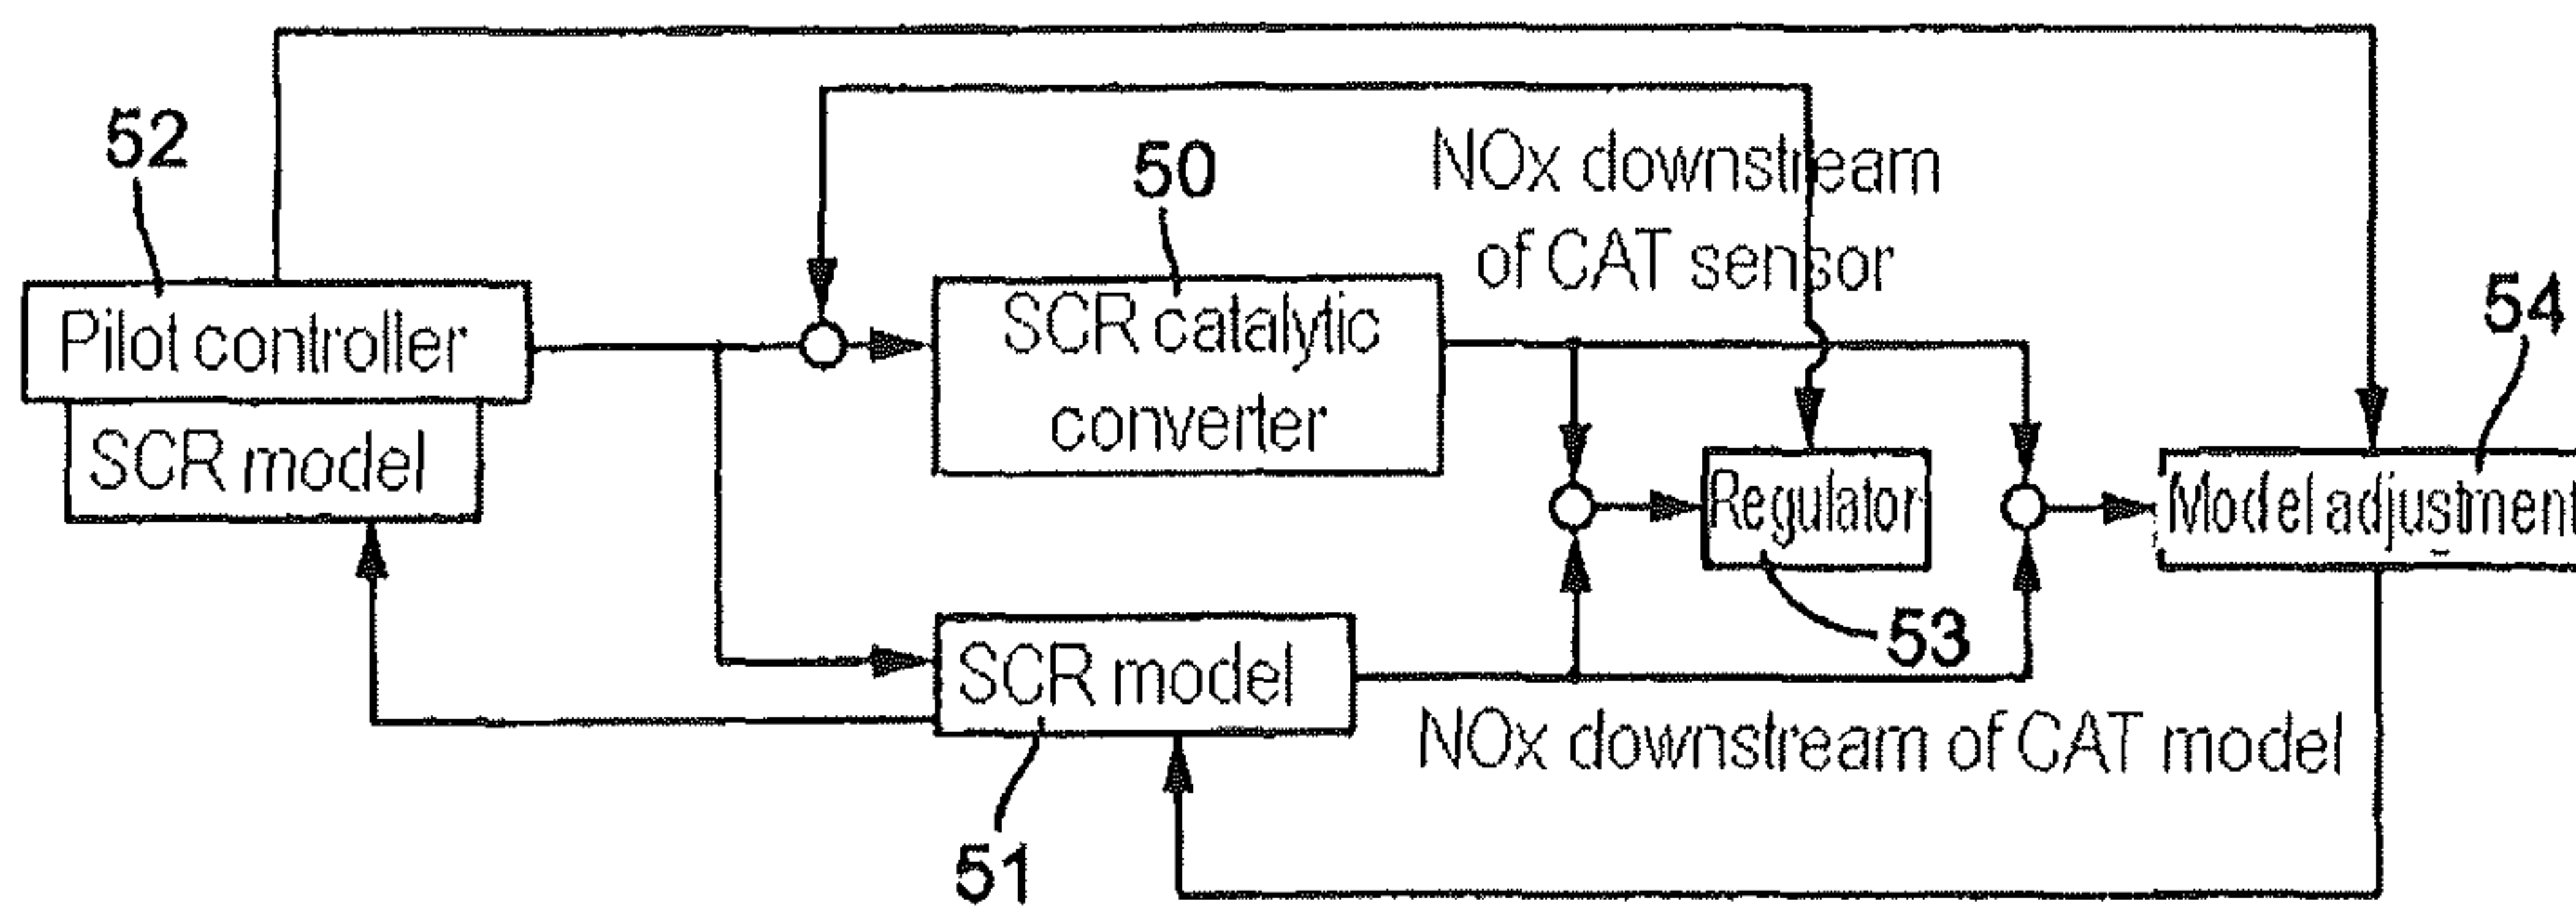 52
50
NOx downstream
of CAT sensor
54
Pilot controller
SCR catalytic
converter
SCR model
Regulator
Model adjustment
53
SCR model
NOx downstream of CAT model
51